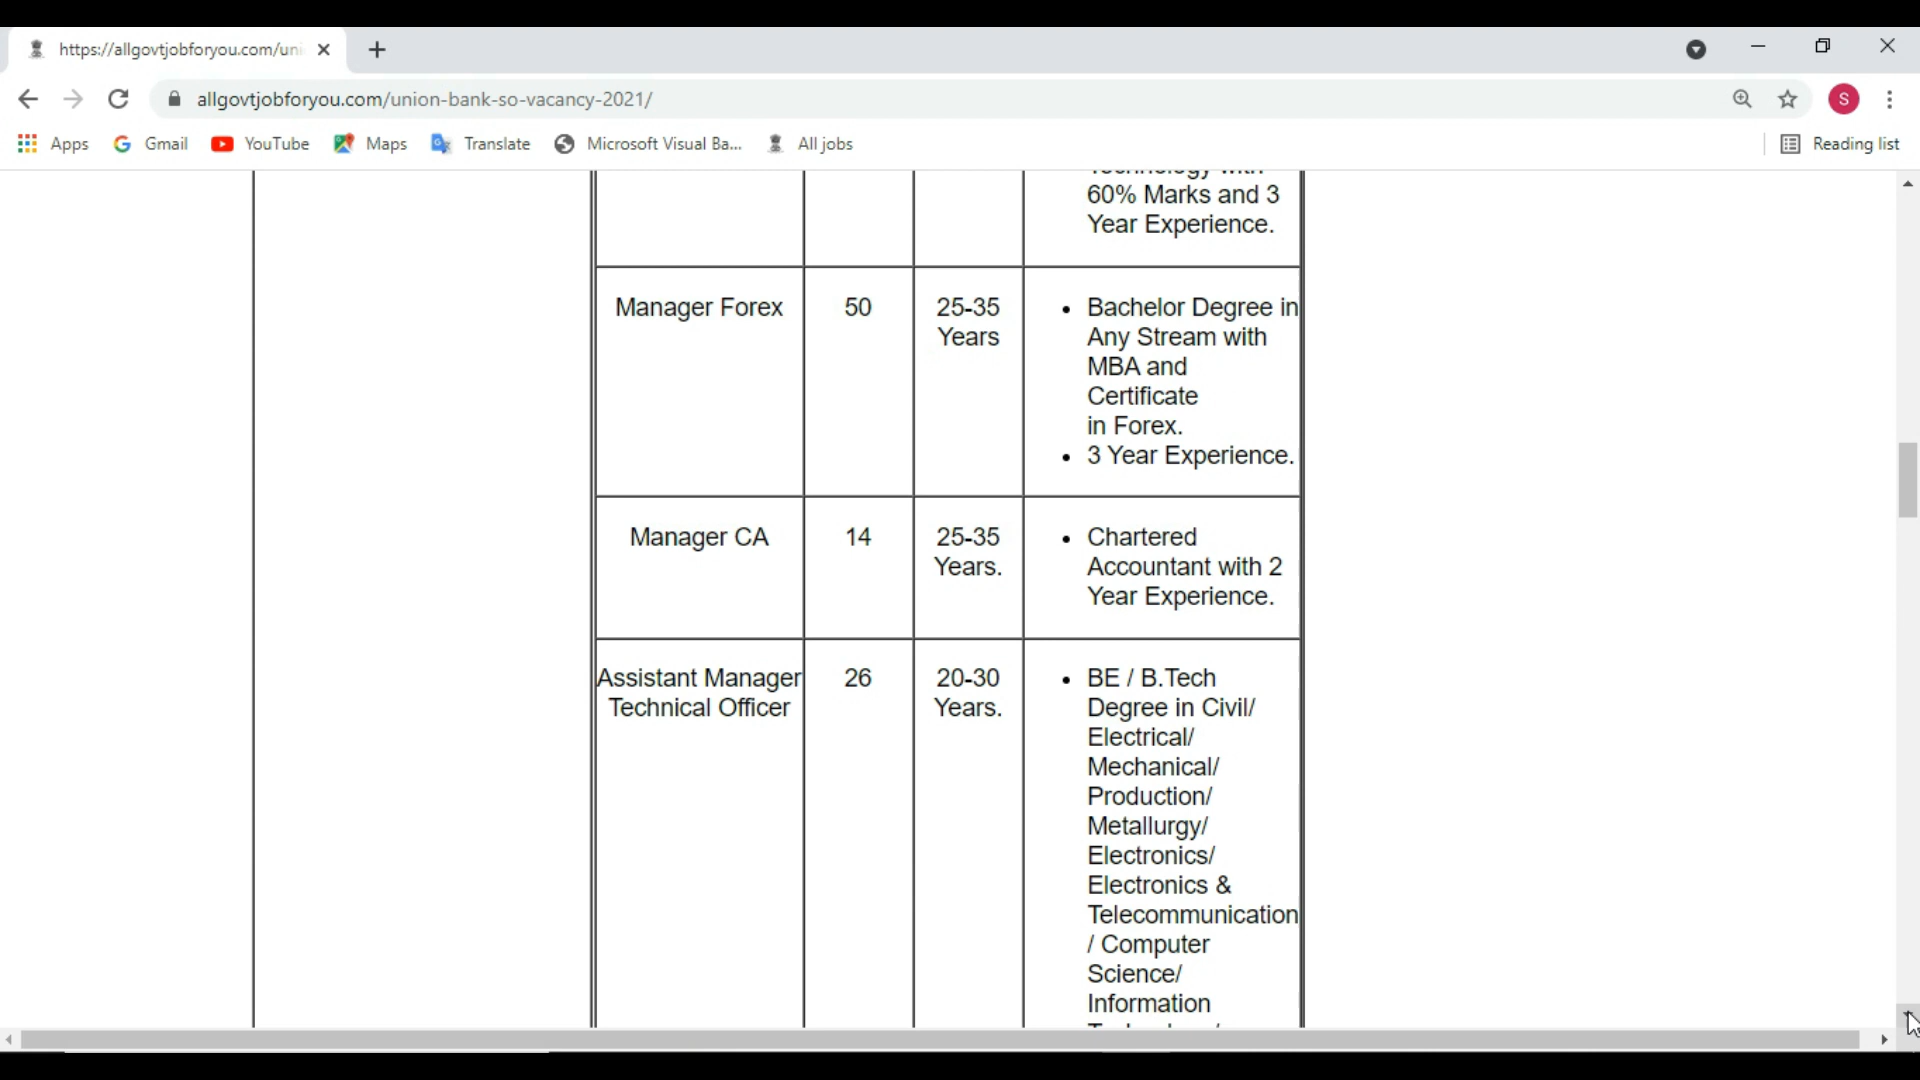 https://allgovtjobforyou.com/uni
allgovtjobforyou.com/union-bank-so-vacancy-2021/
S
Apps
Gmail
YouTube
Maps
Translate
Microsoft Visual Ba...
All jobs
Reading list
60% Marks and 3
Year Experience.
Manager Forex
50
25-35
Years
• Bachelor Degree in
Any Stream with
MBA and
Certificate
in Forex.
• 3 Year Experience.
Manager CA
14
25-35
Years.
• Chartered
Accountant with 2
Year Experience.
Assistant Manager
Technical Officer
26
20-30
Years.
• BE / B.Tech
Degree in Civil/
Electrical/
Mechanical/
Production/
Metallurgy/
Electronics/
Electronics &
Telecommunication
/ Computer
Science/
Information